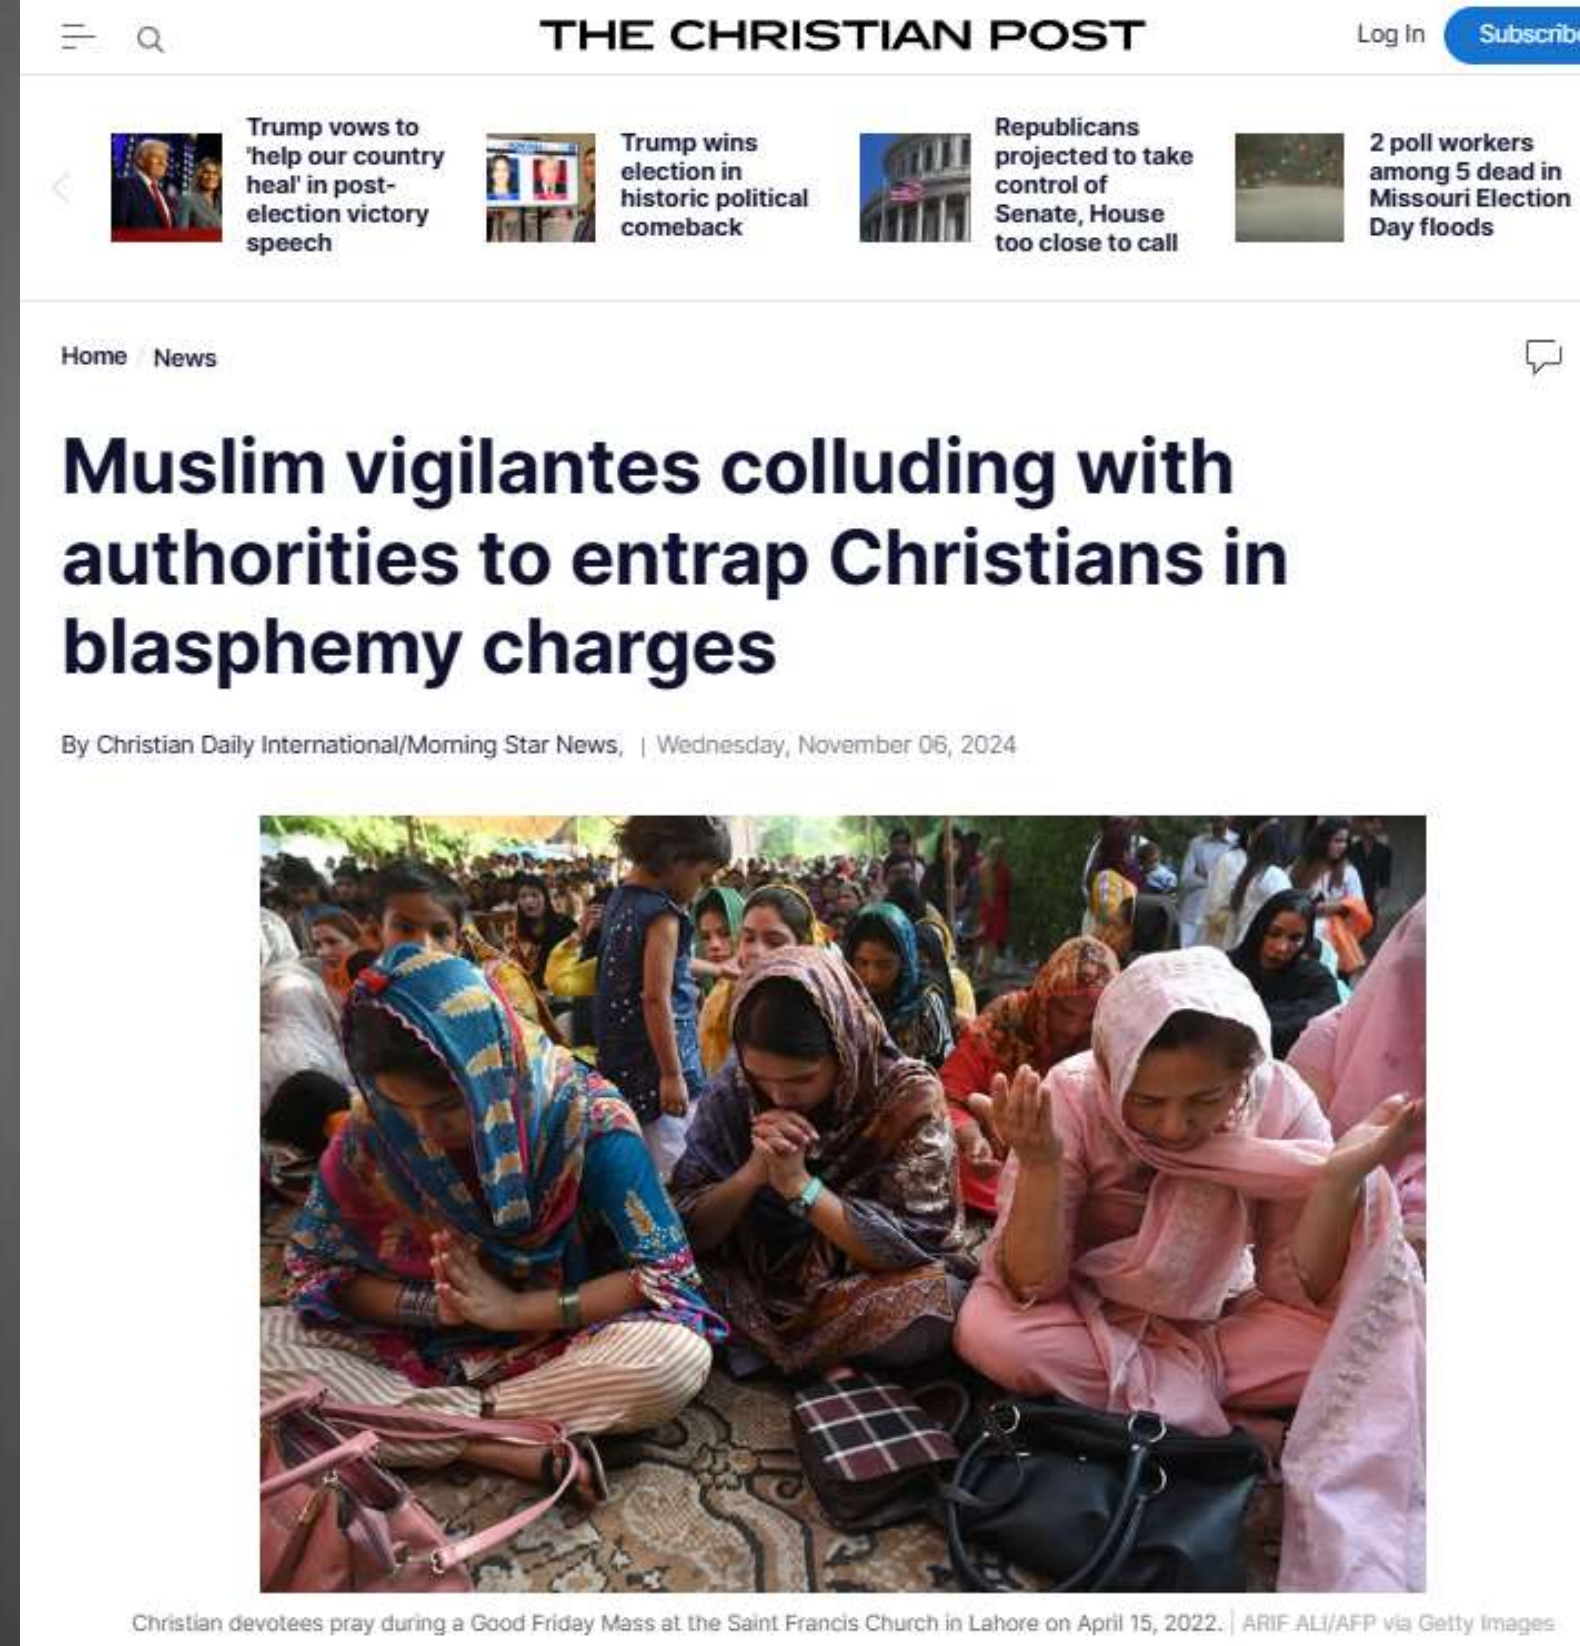 THE CHRISTIAN POST
Log In
Subscribe
Trump vows to
'help our country
heal' in post-
election victory
speech
Trump wins
election in
historic political
comeback
Republicans
projected to take
control of
Senate, House
too close to call
2 poll workers
among 5 dead in
Missouri Election
Day floods
Home / News
Muslim vigilantes colluding with
authorities to entrap Christians in
blasphemy charges
By Christian Daily International/Morning Star News, | Wednesday, November 06, 2024
Christian devotees pray during a Good Friday Mass at the Saint Francis Church in Lahore on April 15, 2022. | ARIF ALI/AFP via Getty Images